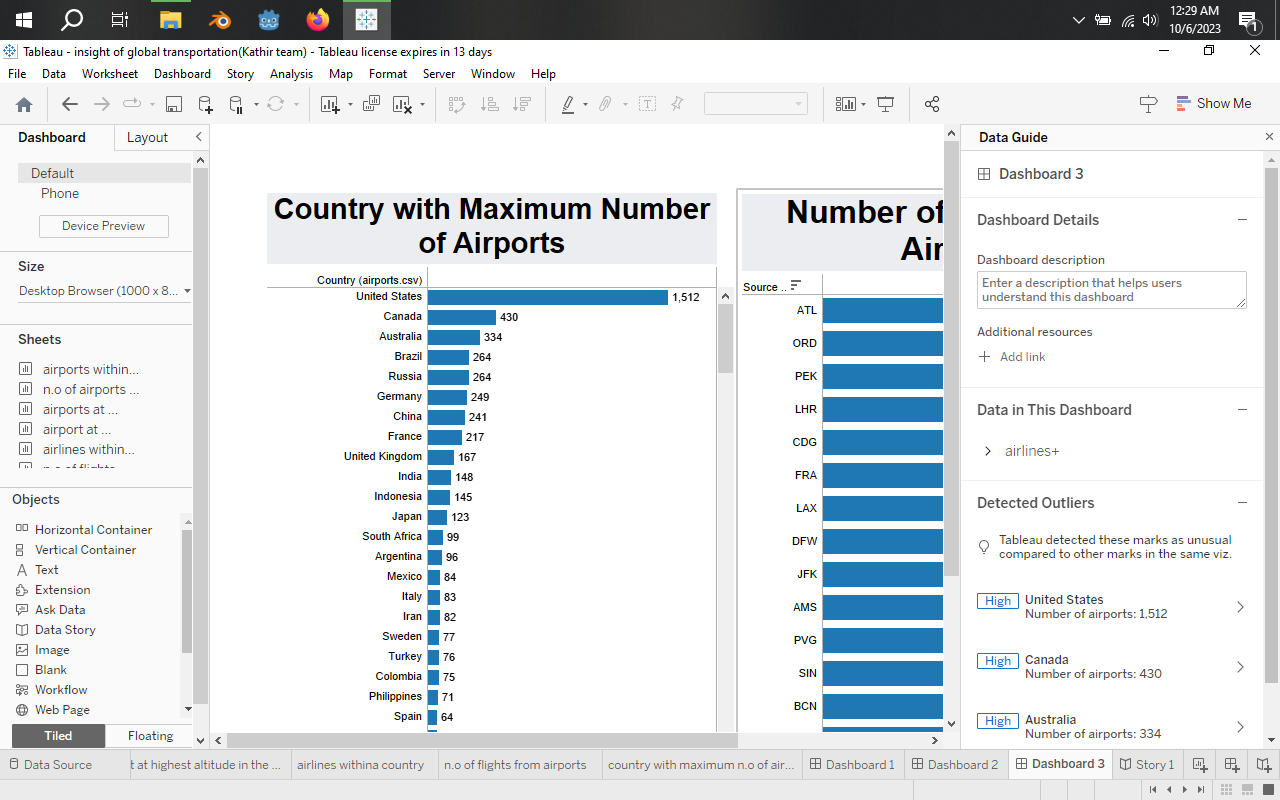 12:29 AM
10/6/2023
1
Tableau - insight of global transportation(Kathir team) - Tableau license expires in 13 days
File Data Worksheet Dashboard Story Analysis Map Format Server Window Help
Show Me
Dashboard Layout
Default
Phone
Device Preview
Size
Desktop Browser (1000 x 8...
Sheets
airports within...
n.o of airports ...
airports at ...
airport at ...
airlines within...
Objects
Horizontal Container
Vertical Container
Text
Extension
Ask Data
Data Story
Image
Blank
Workflow
Web Page
Tiled Floating
Country with Maximum Number
of Airports
Country (airports.csv)
United States 1,512
Canada 430
Australia 334
Brazil 264
Russia 264
Germany 249
China 241
France 217
United Kingdom 167
India 148
Indonesia 145
Japan 123
South Africa 99
Argentina 96
Mexico 84
Italy 83
Iran 82
Sweden 77
Turkey 76
Colombia 75
Philippines 71
Spain 64
Number of
Air
Source ..
ATL
ORD
PEK
LHR
CDG
FRA
LAX
DFW
JFK
AMS
PVG
SIN
BCN
Data Guide
Dashboard 3
Dashboard Details
Dashboard description
Enter a description that helps users
understand this dashboard
Additional resources
Add link
Data in This Dashboard
airlines+
Detected Outliers
Tableau detected these marks as unusual
compared to other marks in the same viz.
High United States
Number of airports: 1,512
High Canada
Number of airports: 430
High Australia
Number of airports: 334
Data Source t at highest altitude in the ... airlines withina country n.o of flights from airports country with maximum n.o of air... Dashboard 1 Dashboard 2 Dashboard 3 Story 1